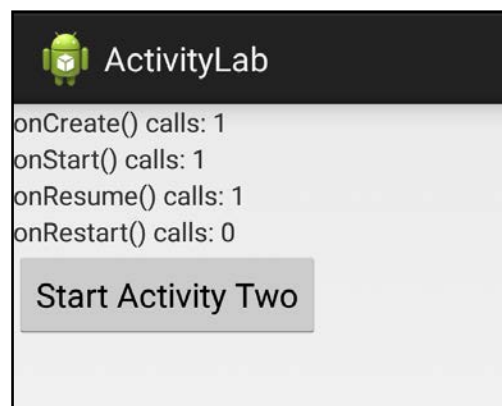 ActivityLab
onCreate() calls: 1
onStart() calls: 1
onResume() calls: 1
onRestart() calls: 0
Start Activity Two